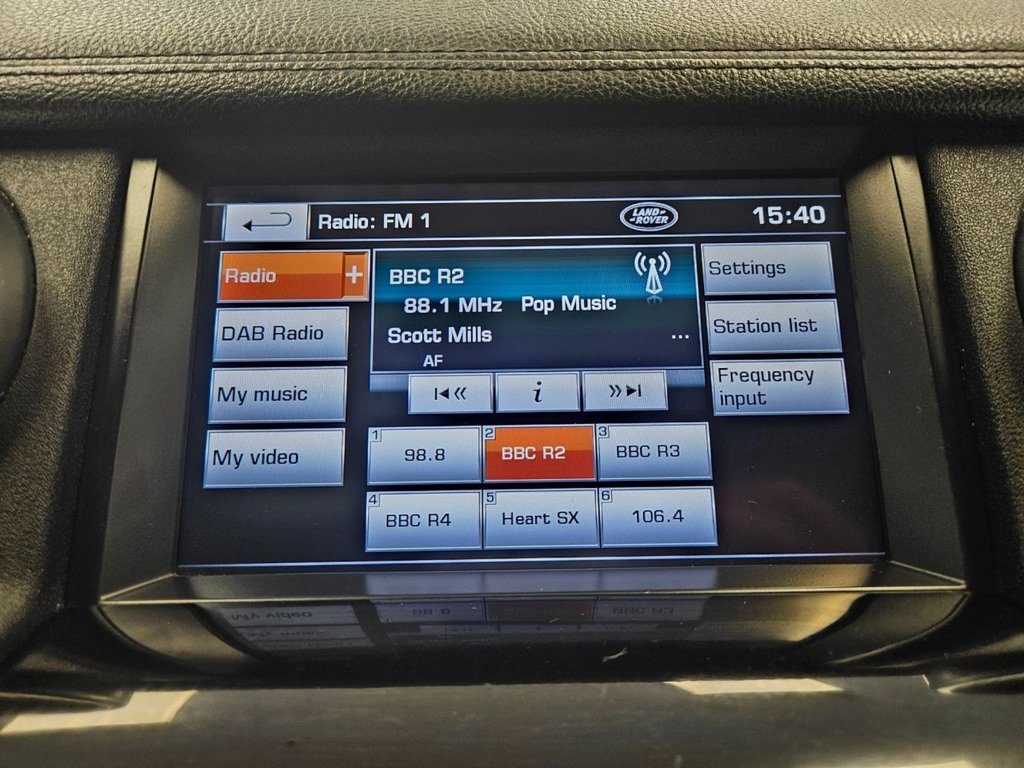 Radio: FM 1
LAND-
-ROVER
15:40
Radio +
DAB Radio
My music
My video
BBC R2
88.1 MHz Pop Music
Scott Mills ...
AF
i
Settings
Station list
Frequency
input
1 98.8
2 BBC R2
3 BBC R3
4 BBC R4
5 Heart SX
6 106.4